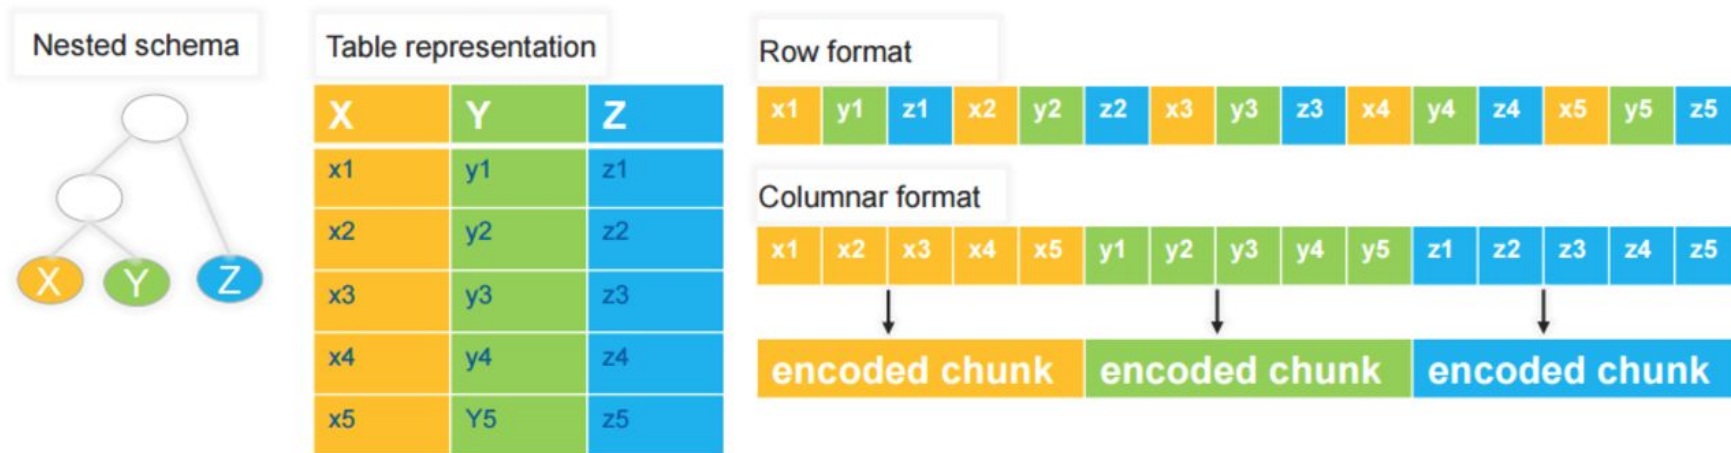 Nested schema
X Y Z
Table representation
X Y Z
x1 y1 z1
x2 y2 z2
x3 y3 z3
x4 y4 z4
x5 Y5 z5
Row format
x1 y1 z1 x2 y2 z2 x3 y3 z3 x4 y4 z4 x5 y5 z5
Columnar format
x1 x2 x3 x4 x5 y1 y2 y3 y4 y5 z1 z2 z3 z4 z5
encoded chunk encoded chunk encoded chunk